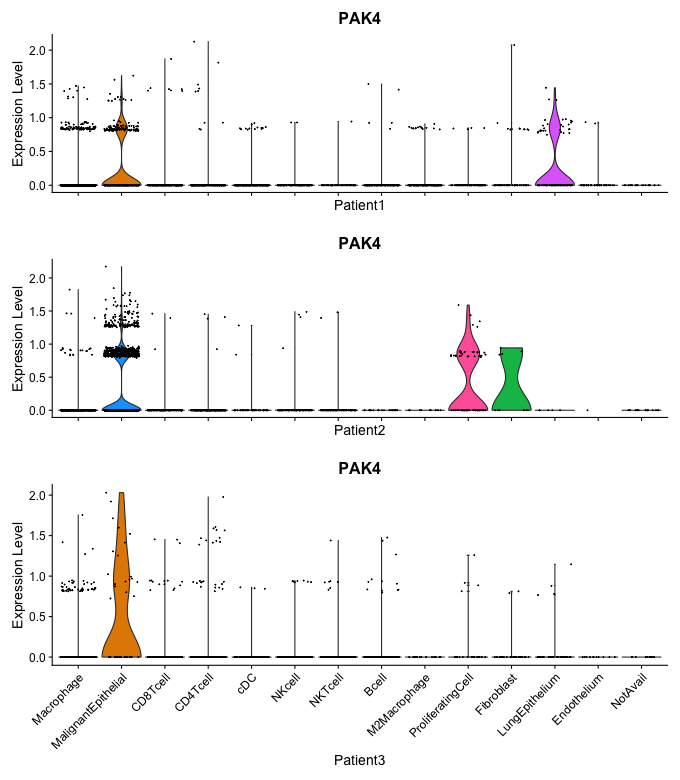 PAK4
Expression Level
2.0
1.5
1.0
0.5
0.0
Patient1
PAK4
Expression Level
2.0
1.5
1.0
0.5
0.0
Patient2
PAK4
Expression Level
2.0
1.5
1.0
0.5
0.0
Macrophage
MalignantEpithelial
CD8Tcell
CD4Tcell
cDC
NKcell
NKTcell
Bcell
M2Macrophage
ProliferatingCell
Fibroblast
LungEpithelium
Endothelium
NotAvail
Patient3